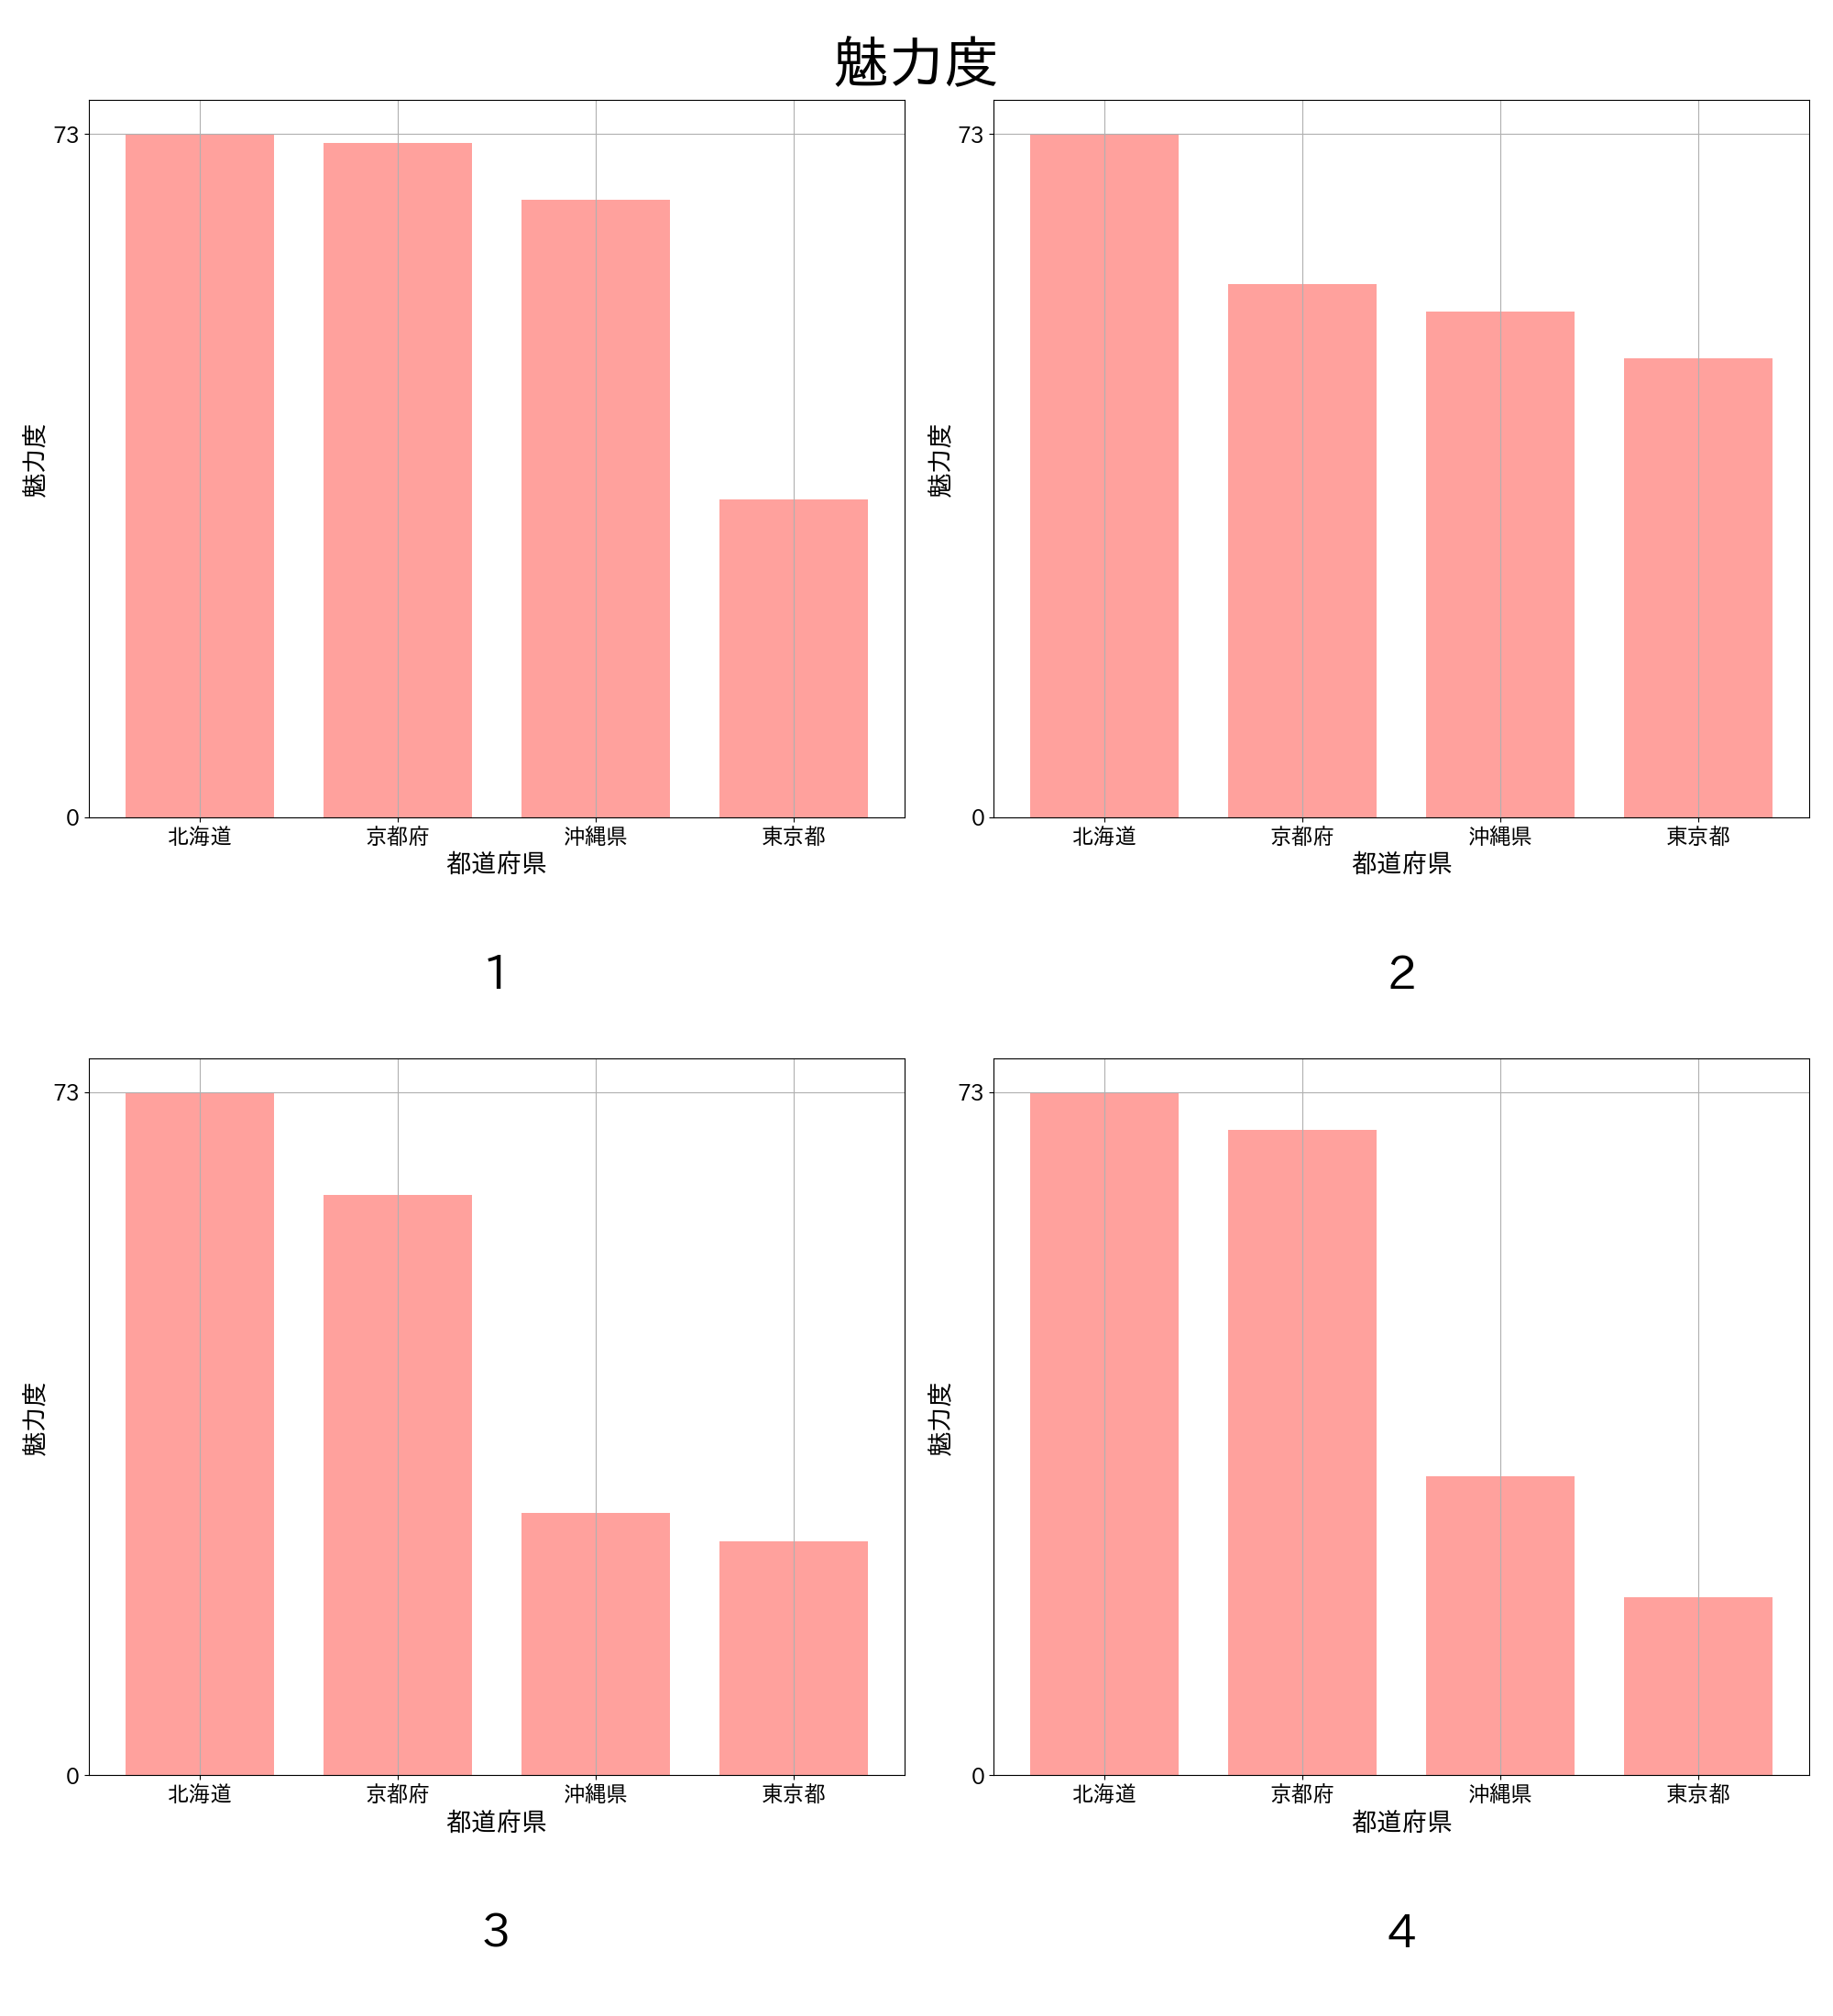 魅力度
73
0
魅力度
北海道 京都府 沖縄県 東京都
都道府県
1
73
0
魅力度
北海道 京都府 沖縄県 東京都
都道府県
2
73
0
魅力度
北海道 京都府 沖縄県 東京都
都道府県
3
73
0
魅力度
北海道 京都府 沖縄県 東京都
都道府県
4